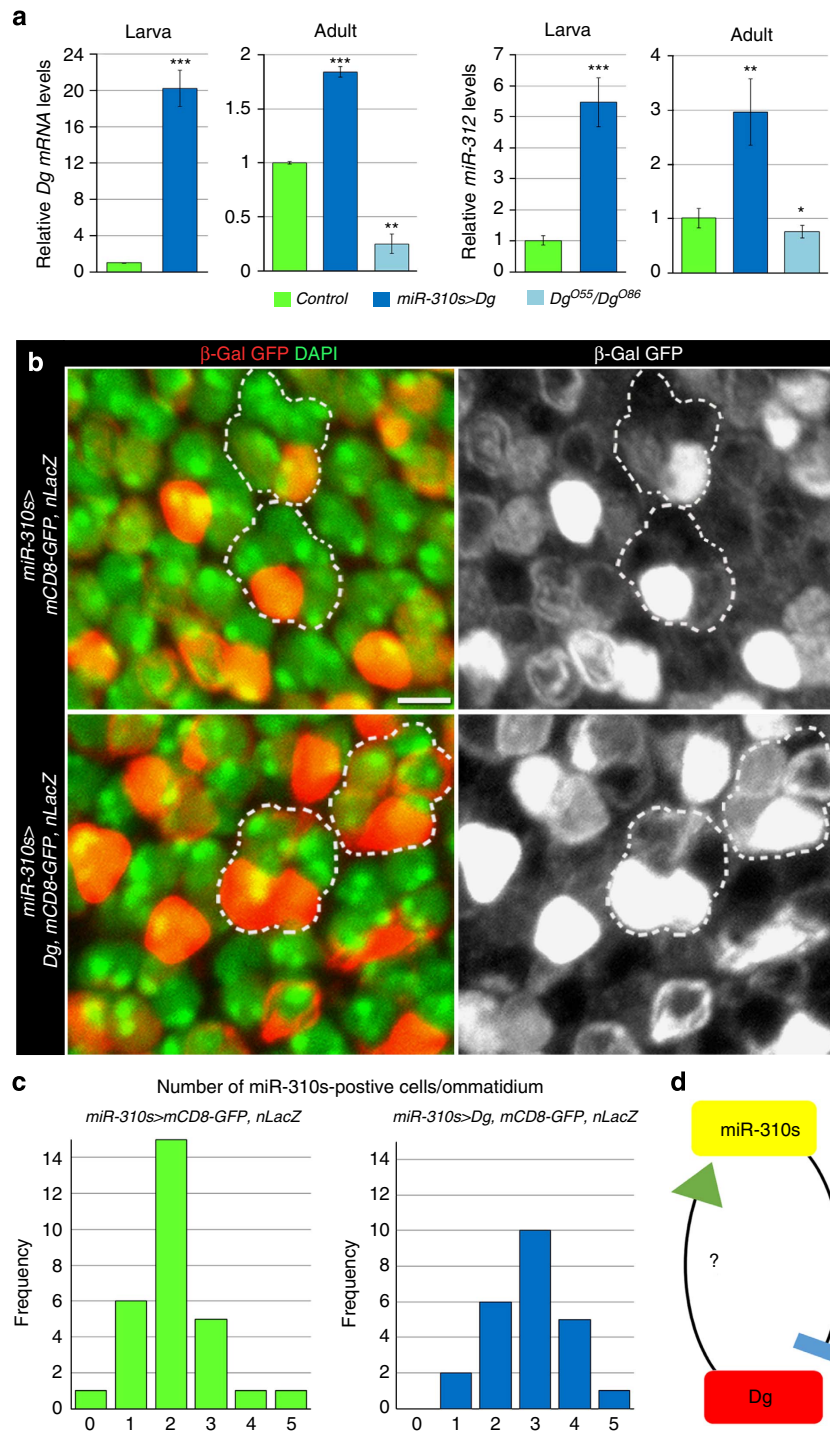 a
Larva
Adult
Larva
Adult
Relative Dg mRNA levels
24
20
16
12
8
4
0
2
1.5
1
0.5
0
Relative miR-312 levels
7
6
5
4
3
2
1
0
4
3
2
1
0
***
***
**
***
**
*
Control
miR-310s>Dg
Dg^O55/Dg^O86
b
β-Gal GFP DAPI
β-Gal GFP
miR-310s>
mCD8-GFP, nLacZ
miR-310s>
Dg, mCD8-GFP, nLacZ
c
Number of miR-310s-postive cells/ommatidium
miR-310s>mCD8-GFP, nLacZ
miR-310s>Dg, mCD8-GFP, nLacZ
Frequency
14
12
10
8
6
4
2
0
0 1 2 3 4 5
Frequency
14
12
10
8
6
4
2
0
0 1 2 3 4 5
d
miR-310s
?
Dg